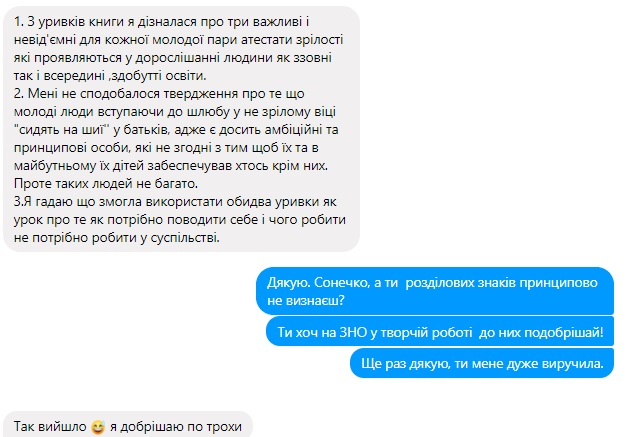 1. З уривків книги я дізналася про три важливі і
невід'ємні для кожної молодої пари атестати зрілості
які проявляються у дорослішанні людини як ззовні
так і всередині ,здобутті освіти.
2. Мені не сподобалося твердження про те що
молоді люди вступаючи до шлюбу у не зрілому віці
"сидять на шиї" у батьків, адже є досить амбіційні та
принципові особи, які не згодні з тим щоб їх та в
майбутньому їх дітей забеспечував хтось крім них.
Проте таких людей не багато.
3.Я гадаю що змогла використати обидва уривки як
урок про те як потрібно поводити себе і чого робити
не потрібно робити у суспільстві.
Дякую. Сонечко, а ти розділових знаків принципово
не визнаєш?
Ти хоч на ЗНО у творчій роботі до них подобрішай!
Ще раз дякую, ти мене дуже виручила.
Так вийшло 😅 я добрішаю по трохи